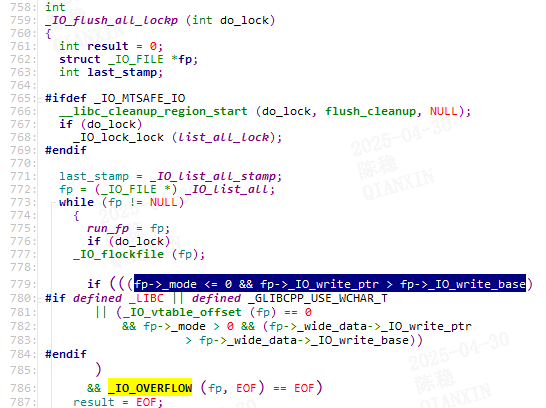 758: int
759: _IO_flush_all_lockp (int do_lock)
760: {
761:   int result = 0;
762:   struct _IO_FILE *fp;
763:   int last_stamp;
764:
765: #ifdef _IO_MTSAFE_IO
766:   __libc_cleanup_region_start (do_lock, flush_cleanup, NULL);
767:   if (do_lock)
768:     _IO_lock_lock (list_all_lock);
769: #endif
770:
771:   last_stamp = _IO_list_all_stamp;
772:   fp = (_IO_FILE *) _IO_list_all;
773:   while (fp != NULL)
774:     {
775:       run_fp = fp;
776:       if (do_lock)
777:     _IO_flockfile (fp);
778:
779:       if (((fp->_mode <= 0 && fp->_IO_write_ptr > fp->_IO_write_base)
780: #if defined _LIBC || defined _GLIBCPP_USE_WCHAR_T
781:        || (_IO_vtable_offset (fp) == 0
782:            && fp->_mode > 0 && (fp->_wide_data->_IO_write_ptr
783:                     > fp->_wide_data->_IO_write_base))
784: #endif
785:        )
786:       && _IO_OVERFLOW (fp, EOF) == EOF)
787:     result = EOF;
2025-04-30
陈稳
QIANXIN
2025-04-30
陈稳
QIANXIN